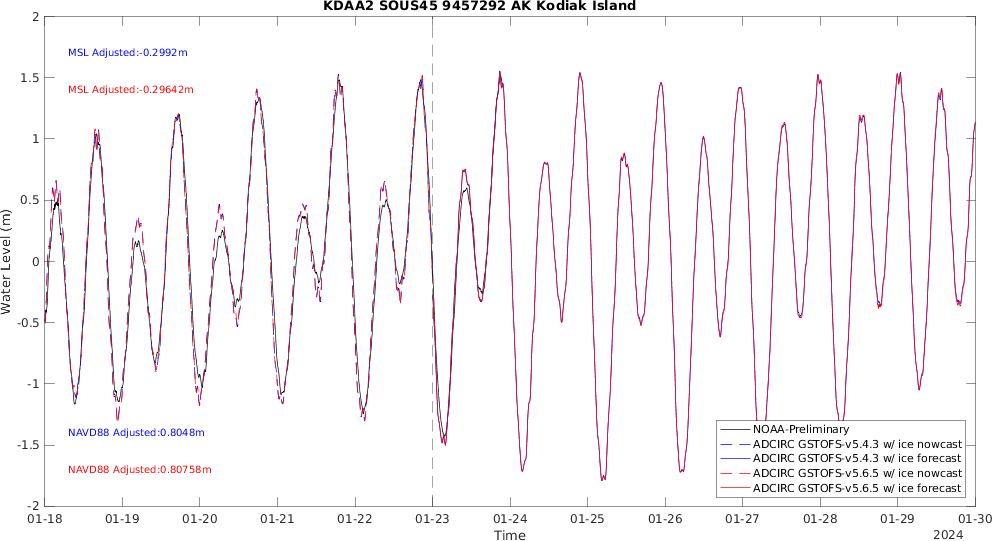 KDAA2 SOUS45 9457292 AK Kodiak Island
2
1.5
1
0.5
0
-0.5
-1
-1.5
-2
Water Level (m)
MSL Adjusted:-0.2992m
MSL Adjusted:-0.29642m
NAVD88 Adjusted:0.8048m
NAVD88 Adjusted:0.80758m
NOAA-Preliminary
ADCIRC GSTOFS-v5.4.3 w/ ice nowcast
ADCIRC GSTOFS-v5.4.3 w/ ice forecast
ADCIRC GSTOFS-v5.6.5 w/ ice nowcast
ADCIRC GSTOFS-v5.6.5 w/ ice forecast
01-18 01-19 01-20 01-21 01-22 01-23 01-24 01-25 01-26 01-27 01-28 01-29 01-30
Time
2024